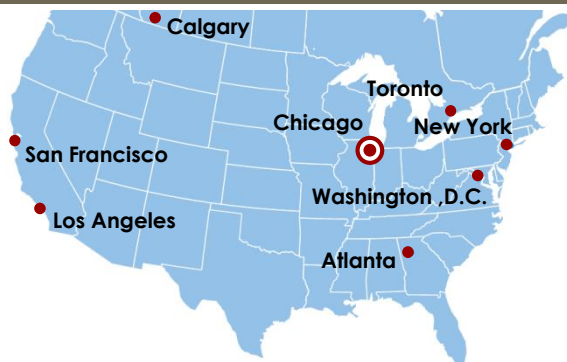 Calgary
Toronto
Chicago
New York
San Francisco
Washington ,D.C.
Los Angeles
Atlanta